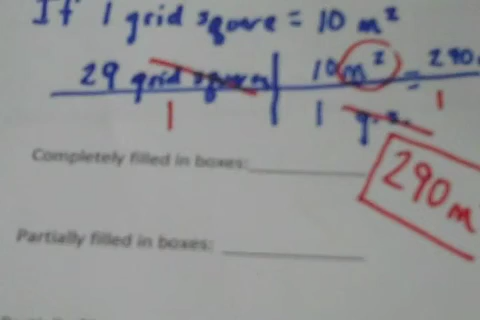 If 1 grid square = 10 m²
29 grid squares 10 m² = 290
1 1 g.s. 1
Completely filled in boxes:
290 m
Partially filled in boxes: